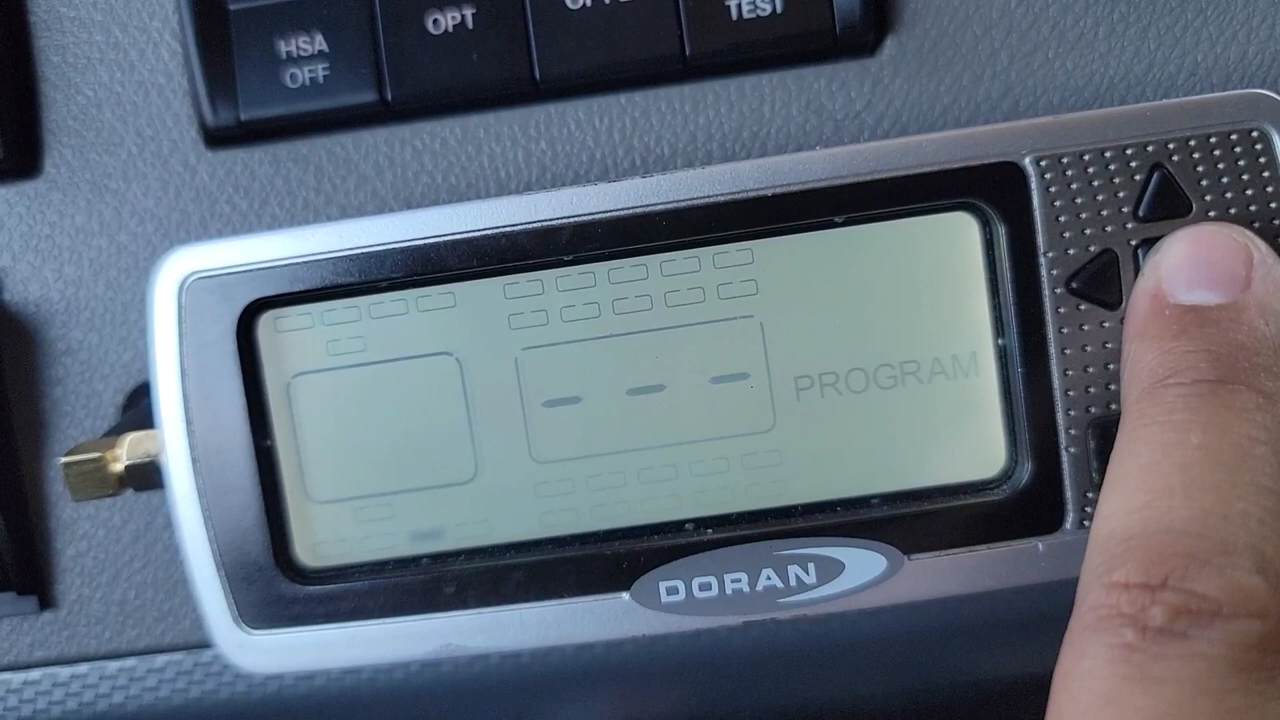 HSA
OFF
OPT
TEST
- - -
PROGRAM
DORAN